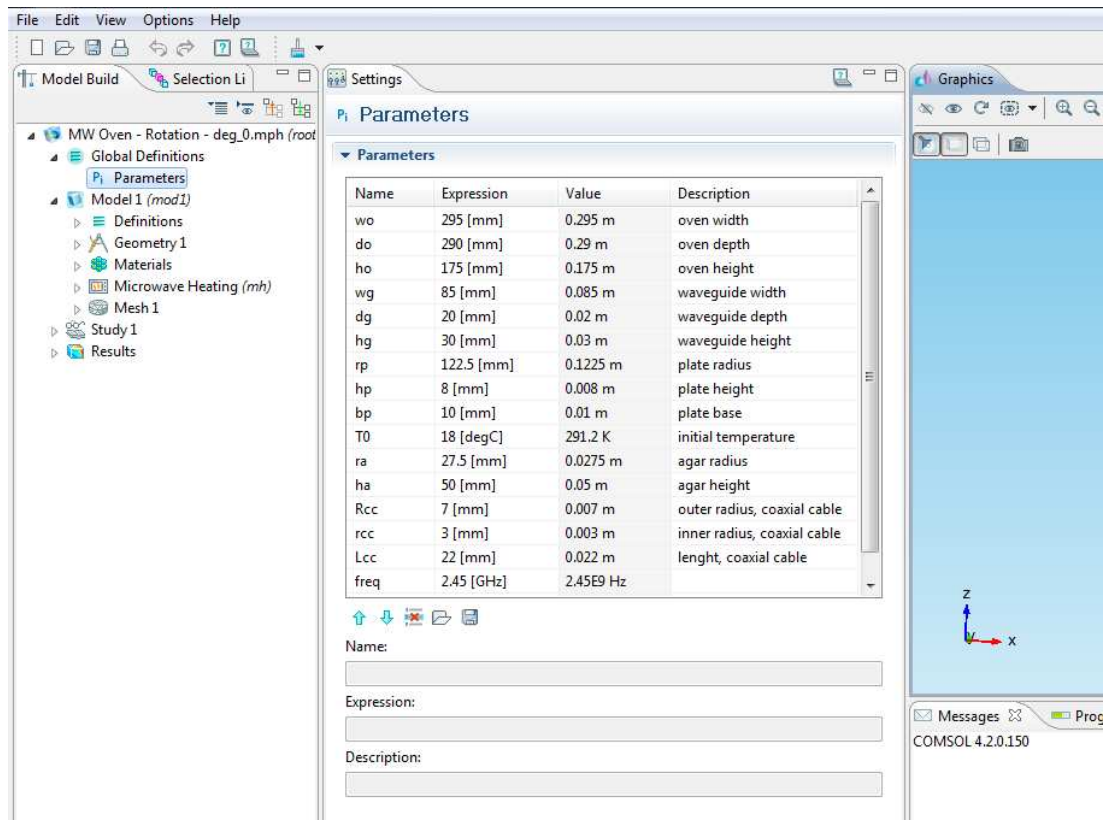 File Edit View Options Help
Model Build
Selection Li
MW Oven - Rotation - deg_0.mph (root
Global Definitions
Pi Parameters
Model 1 (mod1)
Definitions
Geometry 1
Materials
Microwave Heating (mh)
Mesh 1
Study 1
Results
Settings
Pi Parameters
Parameters
Name Expression Value Description
wo 295 [mm] 0.295 m oven width
do 290 [mm] 0.29 m oven depth
ho 175 [mm] 0.175 m oven height
wg 85 [mm] 0.085 m waveguide width
dg 20 [mm] 0.02 m waveguide depth
hg 30 [mm] 0.03 m waveguide height
rp 122.5 [mm] 0.1225 m plate radius
hp 8 [mm] 0.008 m plate height
bp 10 [mm] 0.01 m plate base
T0 18 [degC] 291.2 K initial temperature
ra 27.5 [mm] 0.0275 m agar radius
ha 50 [mm] 0.05 m agar height
Rcc 7 [mm] 0.007 m outer radius, coaxial cable
rcc 3 [mm] 0.003 m inner radius, coaxial cable
Lcc 22 [mm] 0.022 m lenght, coaxial cable
freq 2.45 [GHz] 2.45E9 Hz
Name:
Expression:
Description:
Graphics
z
y
x
Messages
Prog
COMSOL 4.2.0.150